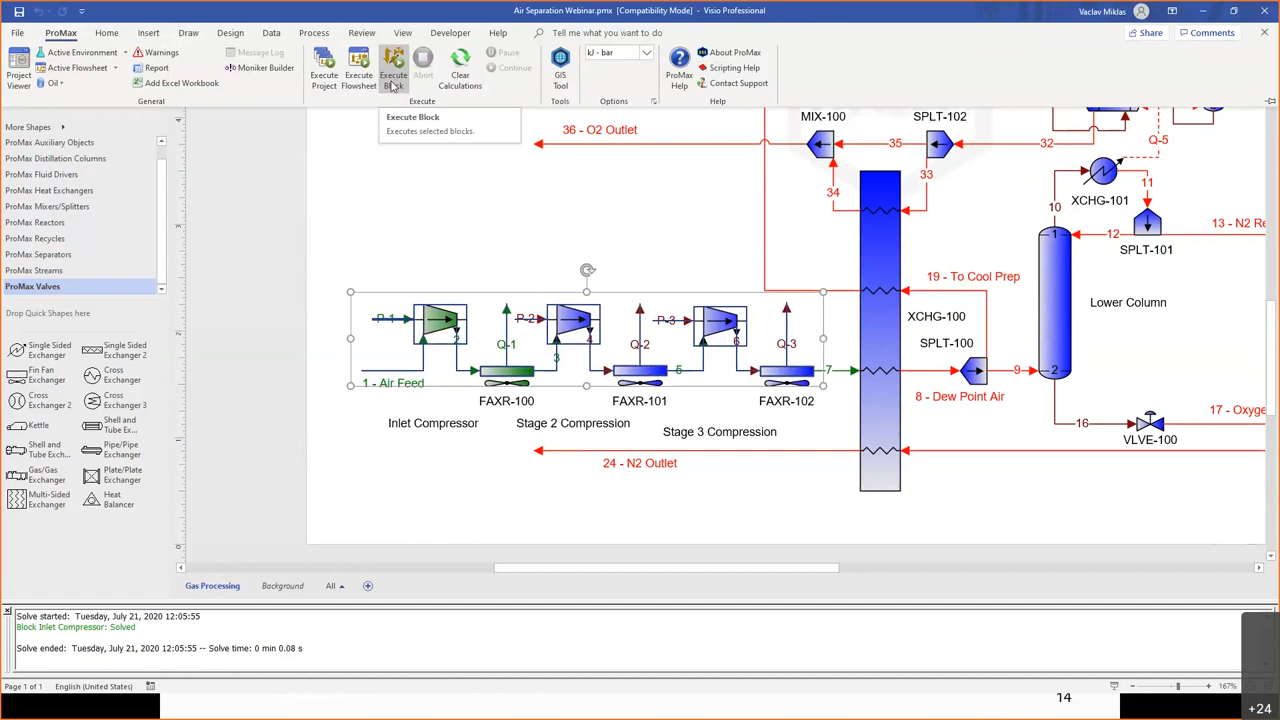 Air Separation Webinar.pmx [Compatibility Mode] - Visio Professional
Vaclav Miklas
File ProMax Home Insert Draw Design Data Process Review View Developer Help Tell me what you want to do
Share Comments
Project Viewer
Active Environment
Active Flowsheet
Oil
Warnings
Report
Add Excel Workbook
Message Log
Moniker Builder
General
Execute Project
Execute Flowsheet
Execute Block
Abort
Clear Calculations
Pause
Continue
Execute
GIS Tool
Tools
kJ - bar
Options
ProMax Help
About ProMax
Scripting Help
Contact Support
Help
Execute Block
Executes selected blocks.
More Shapes
ProMax Auxiliary Objects
ProMax Distillation Columns
ProMax Fluid Drivers
ProMax Heat Exchangers
ProMax Mixers/Splitters
ProMax Reactors
ProMax Recycles
ProMax Separators
ProMax Streams
ProMax Valves
Drop Quick Shapes here
Single Sided Exchanger
Single Sided Exchanger 2
Fin Fan Exchanger
Cross Exchanger
Cross Exchanger 2
Cross Exchanger 3
Kettle
Shell and Tube Ex...
Shell and Tube Exch...
Pipe/Pipe Exchanger
Gas/Gas Exchanger
Plate/Plate Exchanger
Multi-Sided Exchanger
Heat Balancer
MIX-100
SPLT-102
36 - O2 Outlet
35
32
Q-5
33
34
XCHG-101
11
10
13 - N2 Re
12
1
SPLT-101
19 - To Cool Prep
Lower Column
XCHG-100
SPLT-100
P-1
P-2
P-3
2
4
6
Q-1
Q-2
Q-3
3
5
7
9
2
1 - Air Feed
8 - Dew Point Air
FAXR-100
FAXR-101
FAXR-102
17 - Oxyge
16
Inlet Compressor
Stage 2 Compression
Stage 3 Compression
VLVE-100
24 - N2 Outlet
Gas Processing Background All
Solve started: Tuesday, July 21, 2020 12:05:55
Block Inlet Compressor: Solved
Solve ended: Tuesday, July 21, 2020 12:05:55 -- Solve time: 0 min 0.08 s
Page 1 of 1 English (United States)
167%
14
+24